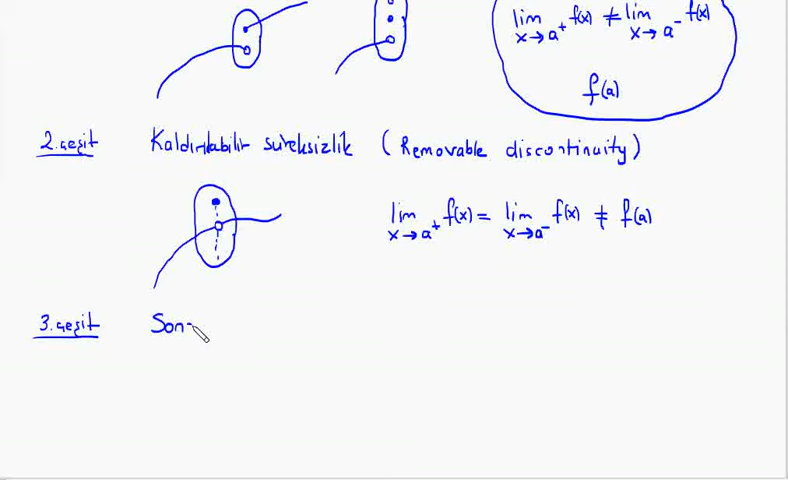 lim x→a⁺ f(x) ≠ lim x→a⁻ f(x)
f(a)
2. çeşit Kaldırılabilir süreksizlik (Removable discontinuity)
lim x→a⁺ f(x) = lim x→a⁻ f(x) ≠ f(a)
3. çeşit Son